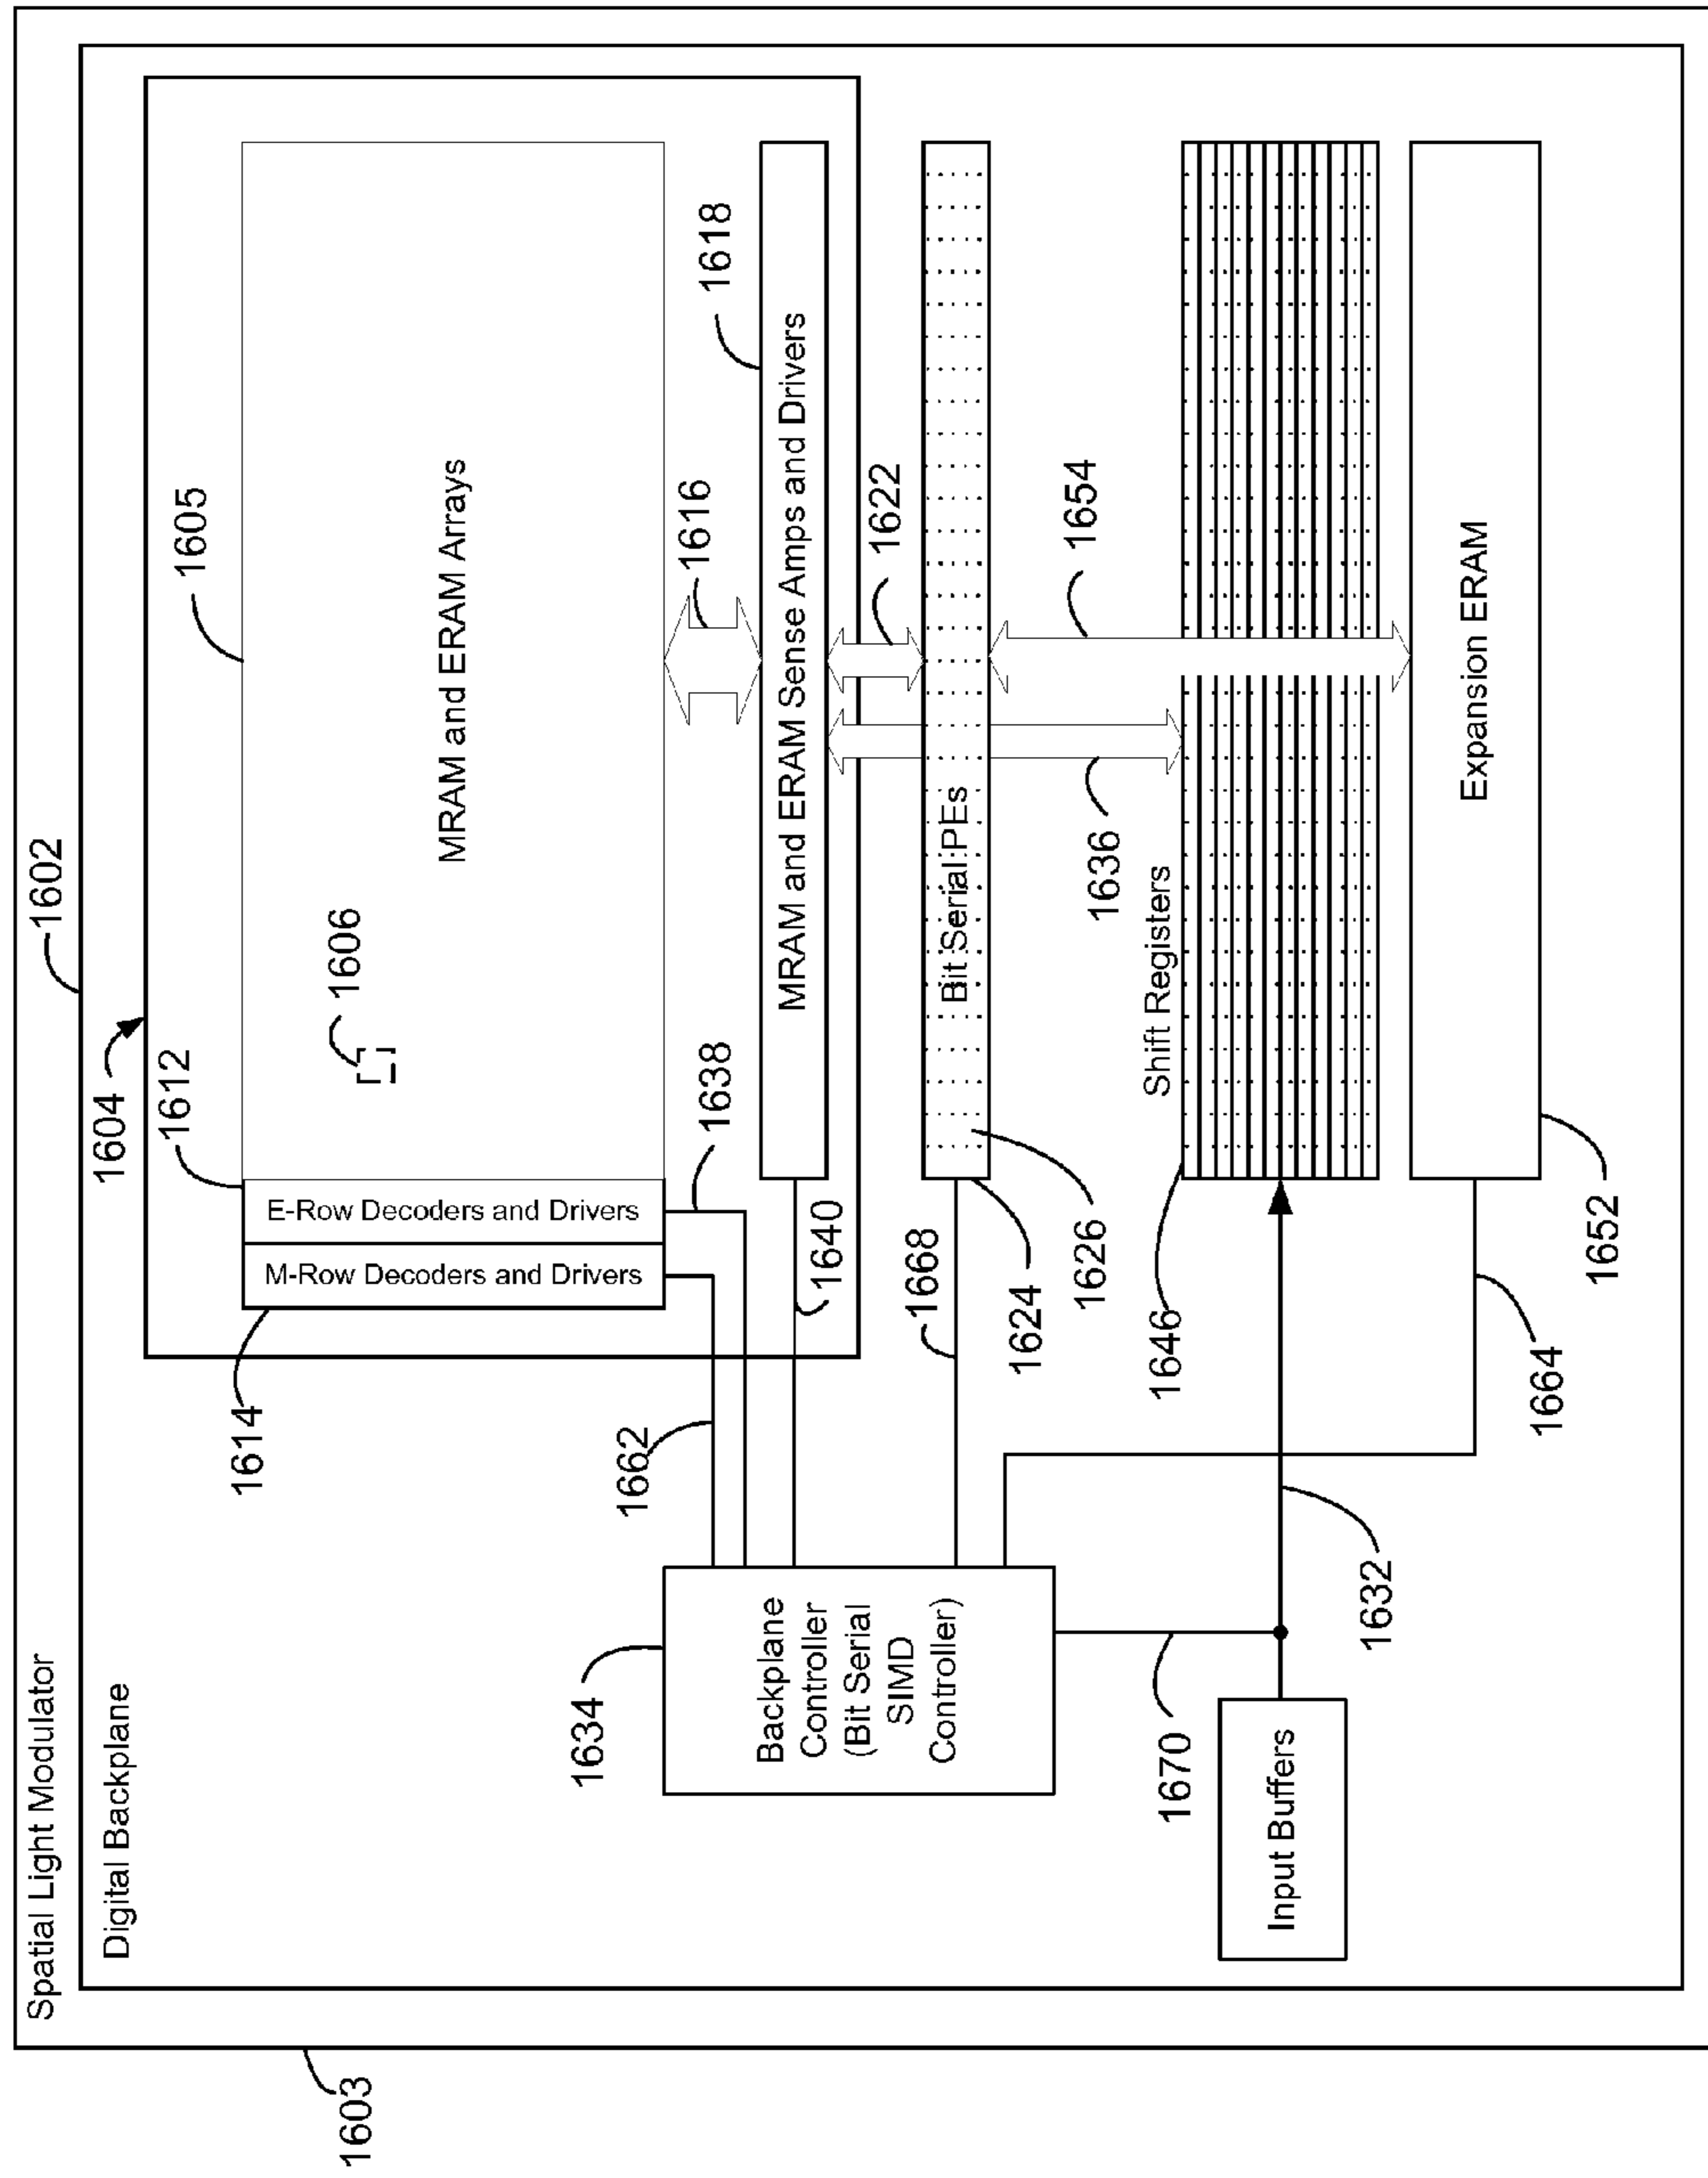 Spatial Light Modulator
1602
Digital Backplane
1604
1612
1605
1606
MRAM and ERAM Arrays
E-Row Decoders and Drivers
M-Row Decoders and Drivers
1614
1638
1616
1618
MRAM and ERAM Sense Amps and Drivers
1662
1640
1622
1634
Backplane
Controller
(Bit Serial
SIMD
Controller)
1668
Bit Serial PEs
1624
1626
1636
1654
Shift Registers
1646
1670
Input Buffers
1632
Expansion ERAM
1664
1652
1603